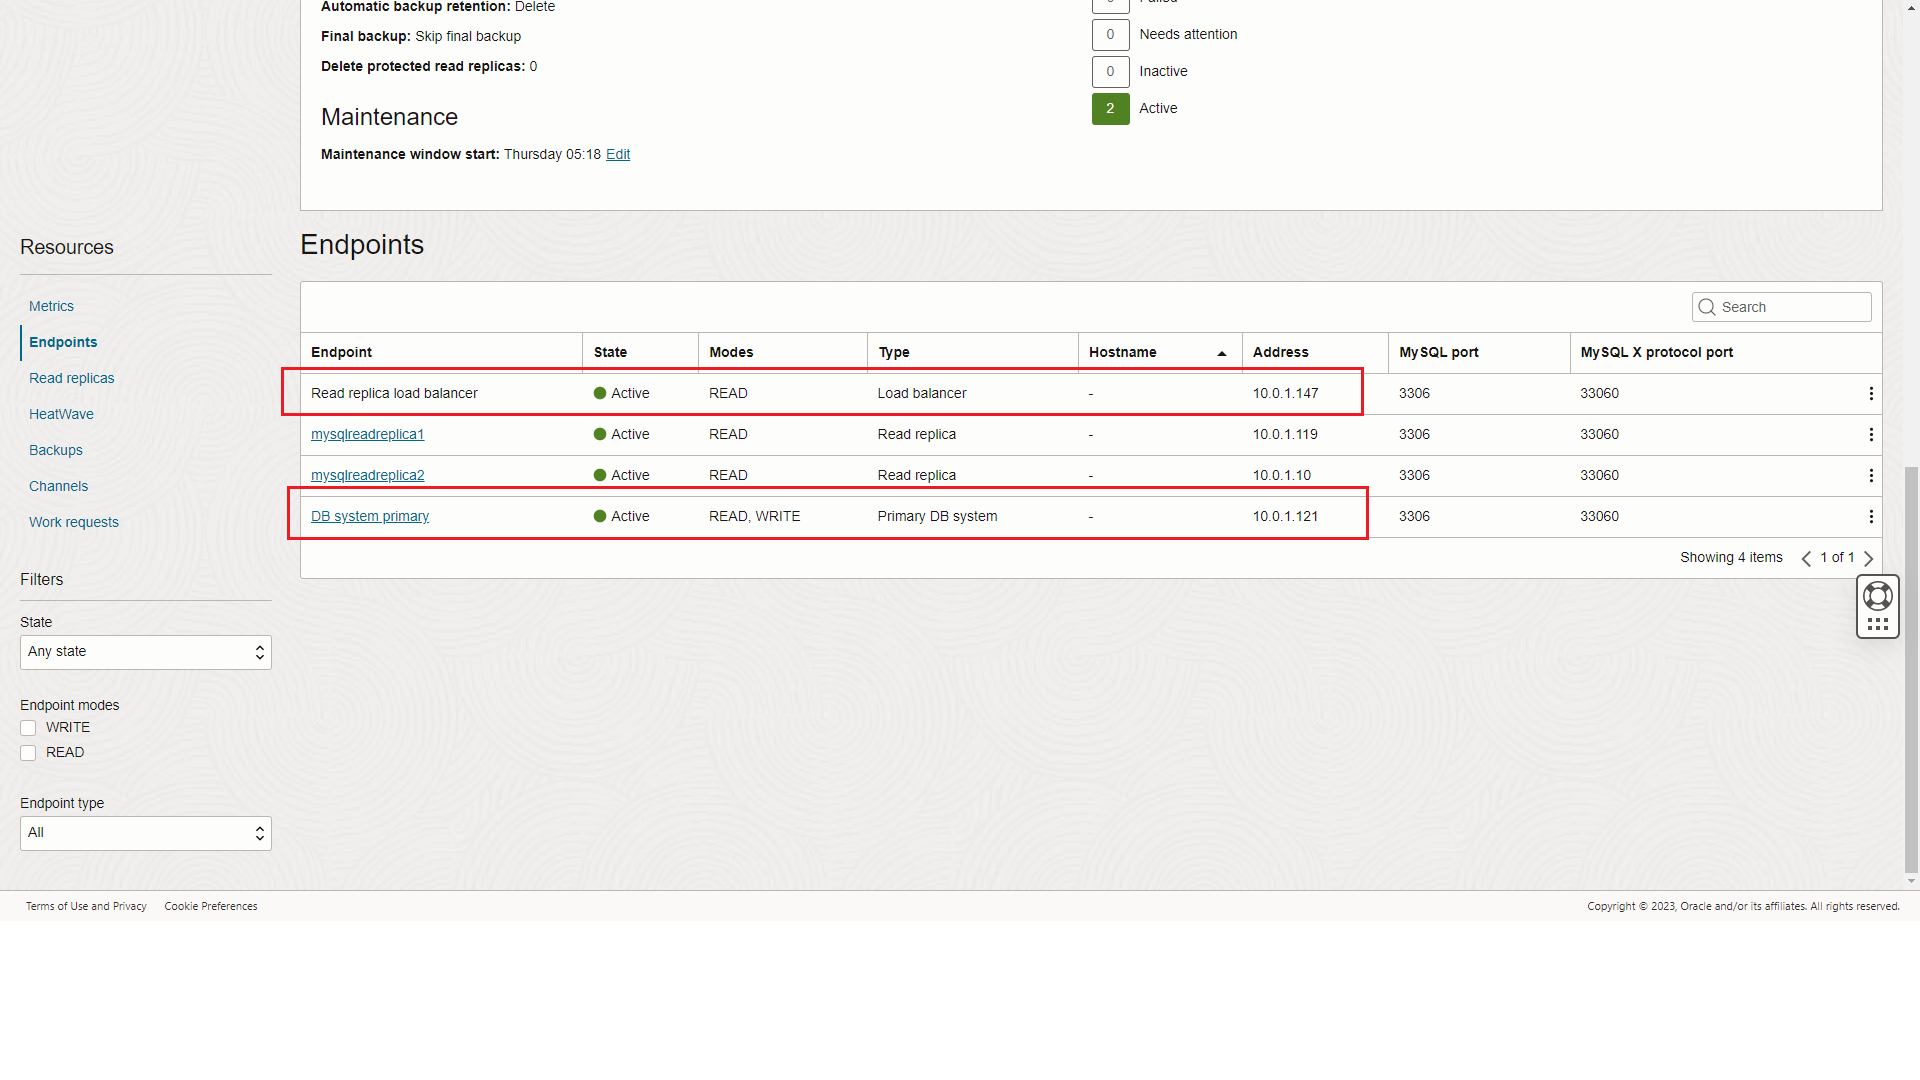 Automatic backup retention: Delete
Final backup: Skip final backup
Delete protected read replicas: 0
Maintenance
Maintenance window start: Thursday 05:18 Edit
0 Needs attention
0 Inactive
2 Active
Resources
Metrics
Endpoints
Read replicas
HeatWave
Backups
Channels
Work requests
Filters
State
Any state
Endpoint modes
WRITE
READ
Endpoint type
All
Endpoints
Search
Endpoint State Modes Type Hostname Address MySQL port MySQL X protocol port
Read replica load balancer Active READ Load balancer - 10.0.1.147 3306 33060
mysqlreadreplica1 Active READ Read replica - 10.0.1.119 3306 33060
mysqlreadreplica2 Active READ Read replica - 10.0.1.10 3306 33060
DB system primary Active READ, WRITE Primary DB system - 10.0.1.121 3306 33060
Showing 4 items 1 of 1
Terms of Use and Privacy Cookie Preferences
Copyright © 2023, Oracle and/or its affiliates. All rights reserved.